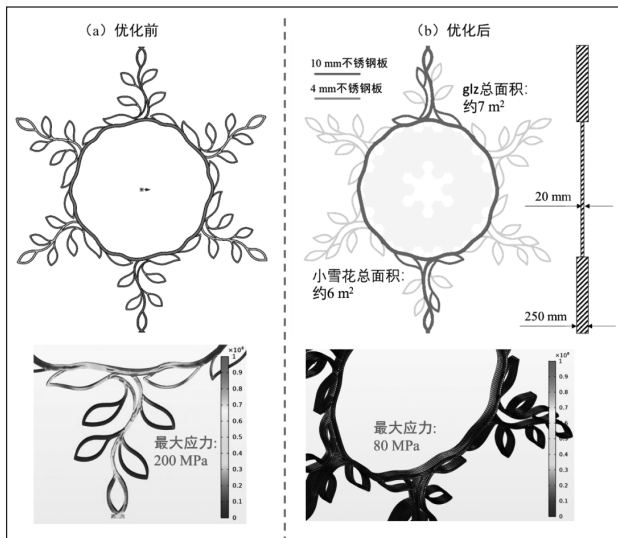 (a) 优化前
(b) 优化后
10 mm不锈钢板
4 mm不锈钢板
glz总面积：
约7 m²
20 mm
小雪花总面积：
约6 m²
250 mm
×10⁸
1
0.9
0.8
0.7
0.6
0.5
0.4
0.3
0.2
0.1
0
最大应力：
200 MPa
最大应力：
80 MPa
1
0.9
0.8
0.7
0.6
0.5
0.4
0.3
0.2
0.1
0